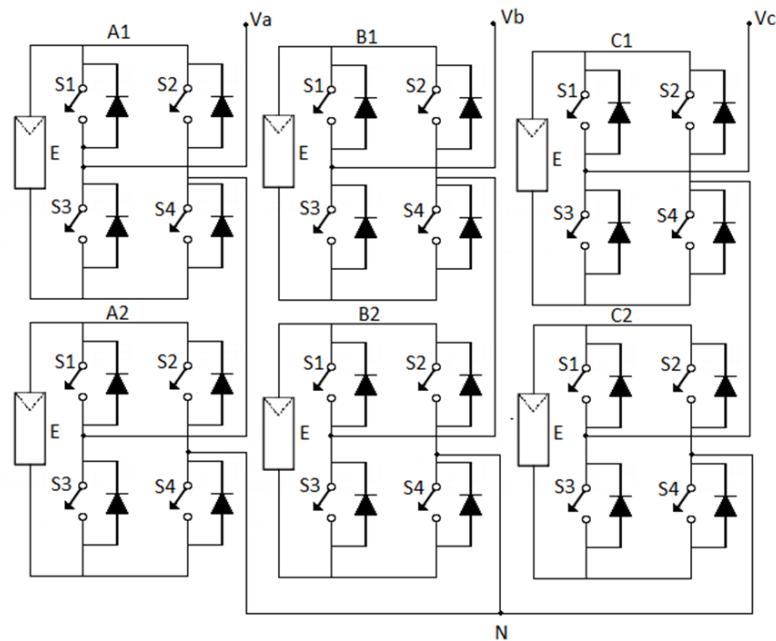 Va Vb Vc
A1 B1 C1
S1 S2 S1 S2 S1 S2
E E E
S3 S4 S3 S4 S3 S4
A2 B2 C2
S1 S2 S1 S2 S1 S2
E E E
S3 S4 S3 S4 S3 S4
N